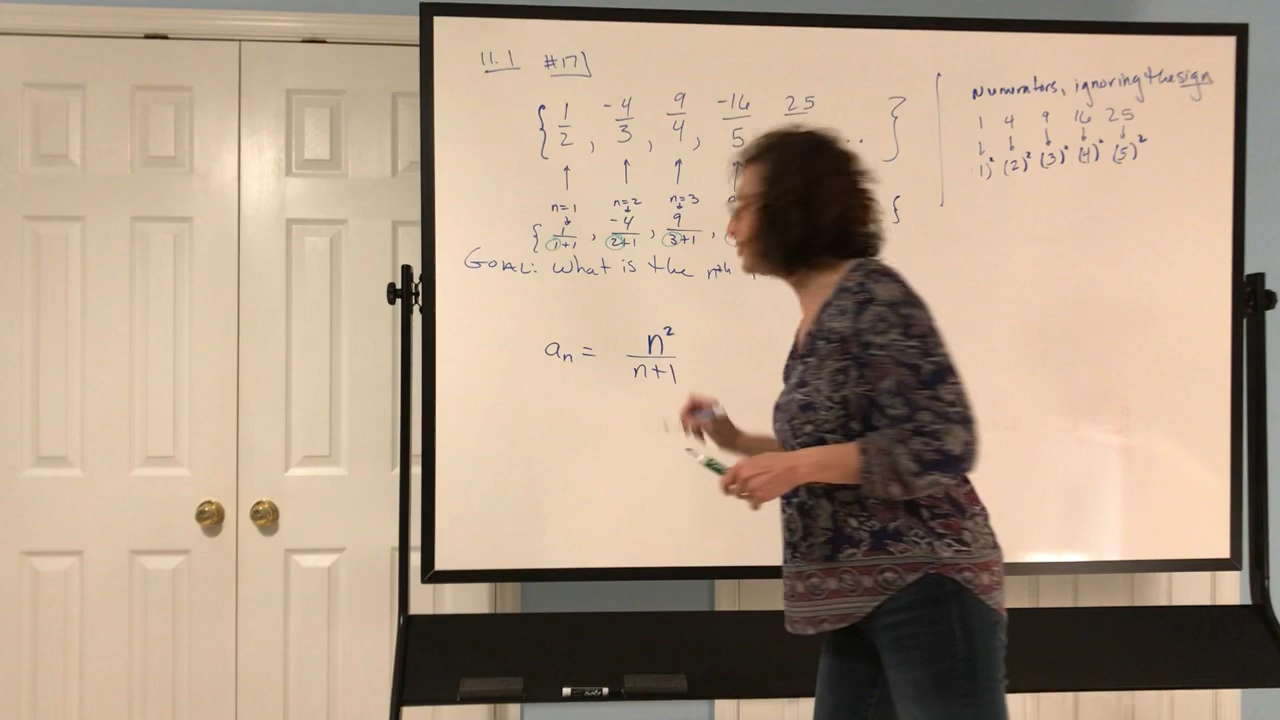 11.1 #17]
{ 1/2 , -4/3 , 9/4 , -16/5 25 .. }
n=1 n=2 n=3
{ 1/1+1 , -4/2+1 , 9/3+1 ,
GOAL: What is the nth
an = n²/n+1
Numerators, ignoring the sign
1 4 9 16 25
1)² (2)² (3)² (4)² (5)²